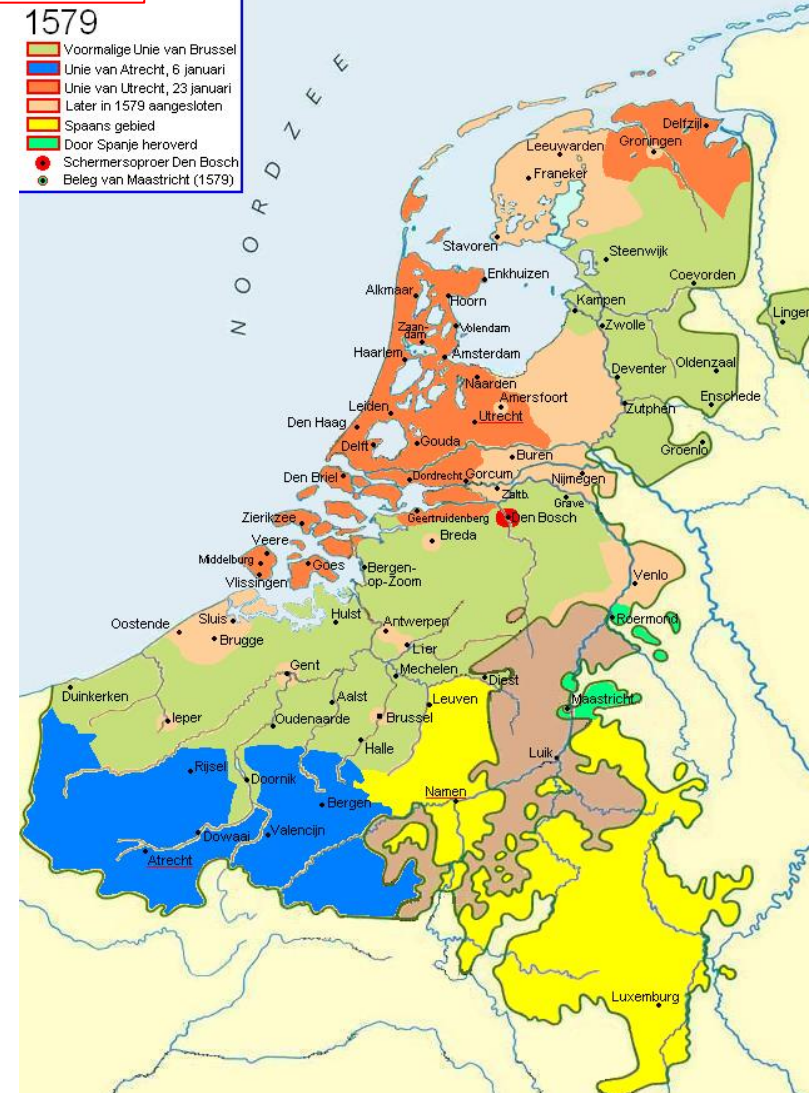 1579
Voormalige Unie van Brussel
Unie van Atrecht, 6 januari
Unie van Utrecht, 23 januari
Later in 1579 aangesloten
Spaans gebied
Door Spanje heroverd
Schermersoproer Den Bosch
Beleg van Maastricht (1579)
NOORDZEE
Delfzijl
Groningen
Leeuwarden
Franeker
Stavoren
Steenwijk
Coevorden
Enkhuizen
Alkmaar
Hoorn
Kampen
Lingen
Zwolle
Zaan-
dam
Volendam
Haarlem
Amsterdam
Oldenzaal
Deventer
Naarden
Amersfoort
Enschede
Leiden
Zutphen
Utrecht
Den Haag
Delft
Gouda
Groenlo
Buren
Den Briel
Dordrecht
Gorcum
Nijmegen
Zaltb.
Grave
Zierikzee
Geertruidenberg
Den Bosch
Breda
Veere
Middelburg
Goes
Bergen-
op-Zoom
Vlissingen
Venlo
Oostende
Sluis
Hulst
Roermond
Brugge
Antwerpen
Lier
Gent
Mechelen
Diest
Duinkerken
Aalst
Leuven
Maastricht
Ieper
Oudenaarde
Brussel
Halle
Luik
Rijsel
Doornik
Namen
Bergen
Dowaai
Valencijn
Atrecht
Luxemburg